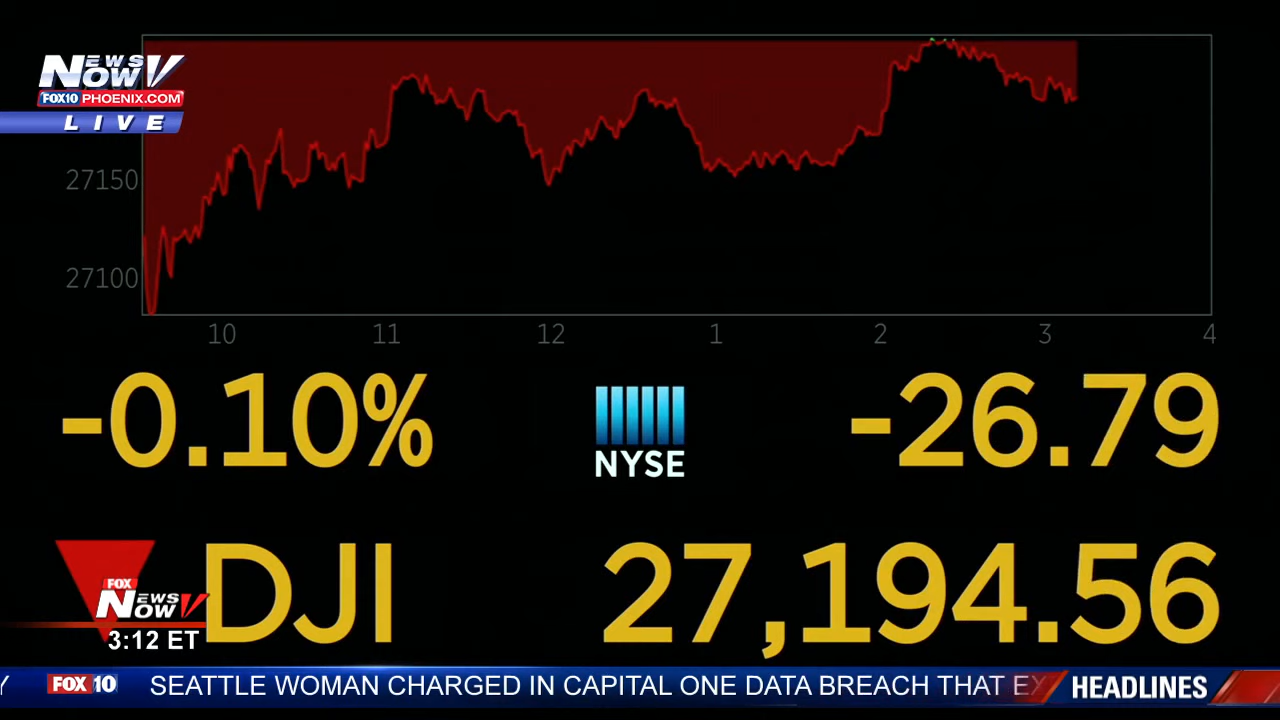 NEWS
NOW
FOX10 PHOENIX.COM
LIVE
27150
27100
10 11 12 1 2 3 4
-0.10% NYSE -26.79
DJI 27,194.56
FOX
NEWS
NOW
3:12 ET
Y FOX 10 SEATTLE WOMAN CHARGED IN CAPITAL ONE DATA BREACH THAT EX HEADLINES